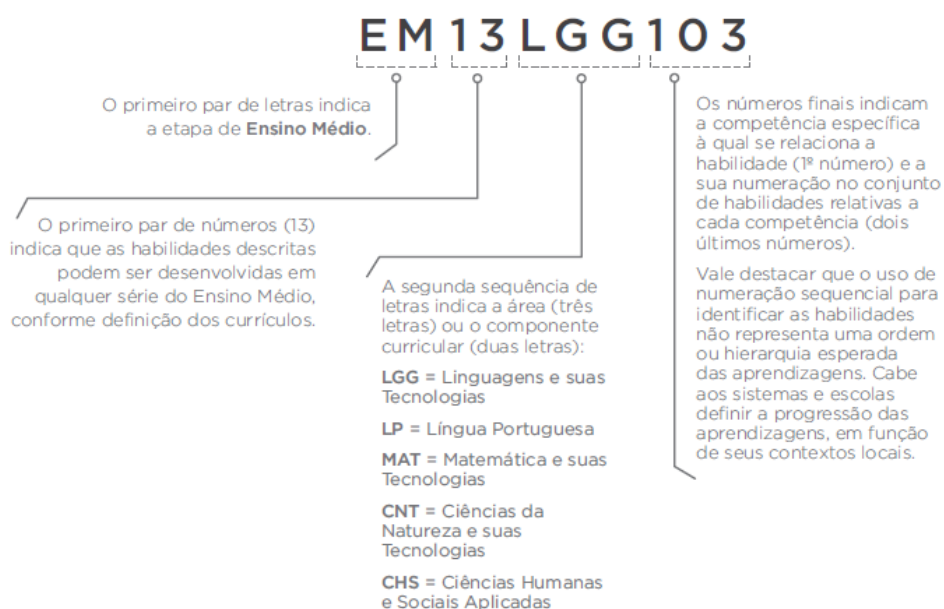 EM13LGG103
O primeiro par de letras indica
a etapa de Ensino Médio.
O primeiro par de números (13)
indica que as habilidades descritas
podem ser desenvolvidas em
qualquer série do Ensino Médio,
conforme definição dos currículos.
A segunda sequência de
letras indica a área (três
letras) ou o componente
curricular (duas letras):
LGG = Linguagens e suas
Tecnologias
LP = Língua Portuguesa
MAT = Matemática e suas
Tecnologias
CNT = Ciências da
Natureza e suas
Tecnologias
CHS = Ciências Humanas
e Sociais Aplicadas
Os números finais indicam
a competência específica
à qual se relaciona a
habilidade (1º número) e a
sua numeração no conjunto
de habilidades relativas a
cada competência (dois
últimos números).
Vale destacar que o uso de
numeração sequencial para
identificar as habilidades
não representa uma ordem
ou hierarquia esperada
das aprendizagens. Cabe
aos sistemas e escolas
definir a progressão das
aprendizagens, em função
de seus contextos locais.